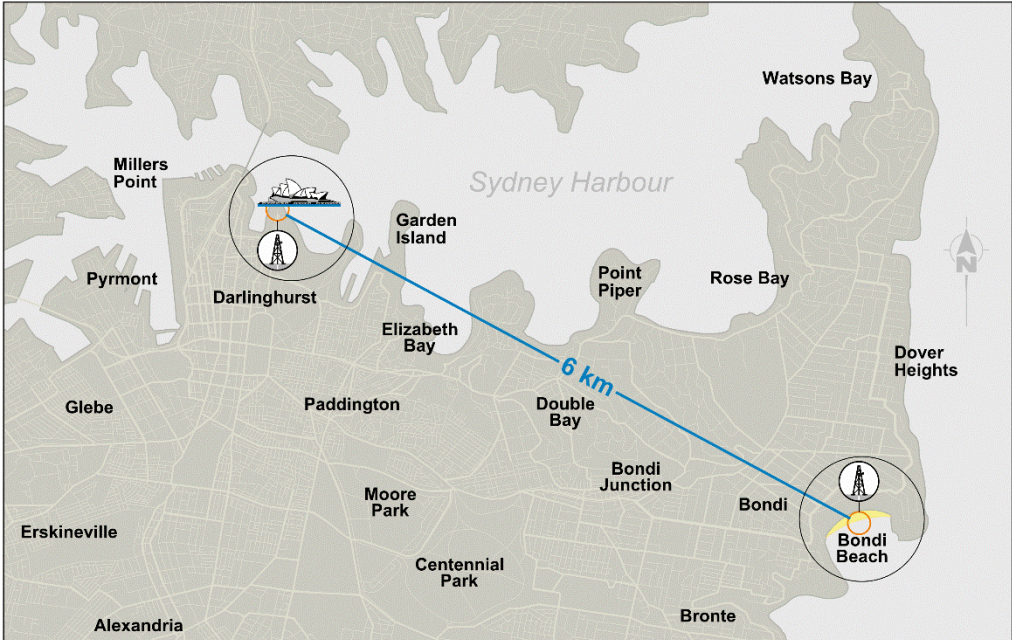 Watsons Bay
Millers
Point
Sydney Harbour
Garden
Island
Pyrmont
Darlinghurst
Point
Piper
Rose Bay
N
Elizabeth
Bay
Dover
Heights
6 km
Glebe
Paddington
Double
Bay
Bondi
Junction
Moore
Park
Bondi
Erskineville
Bondi
Beach
Centennial
Park
Bronte
Alexandria